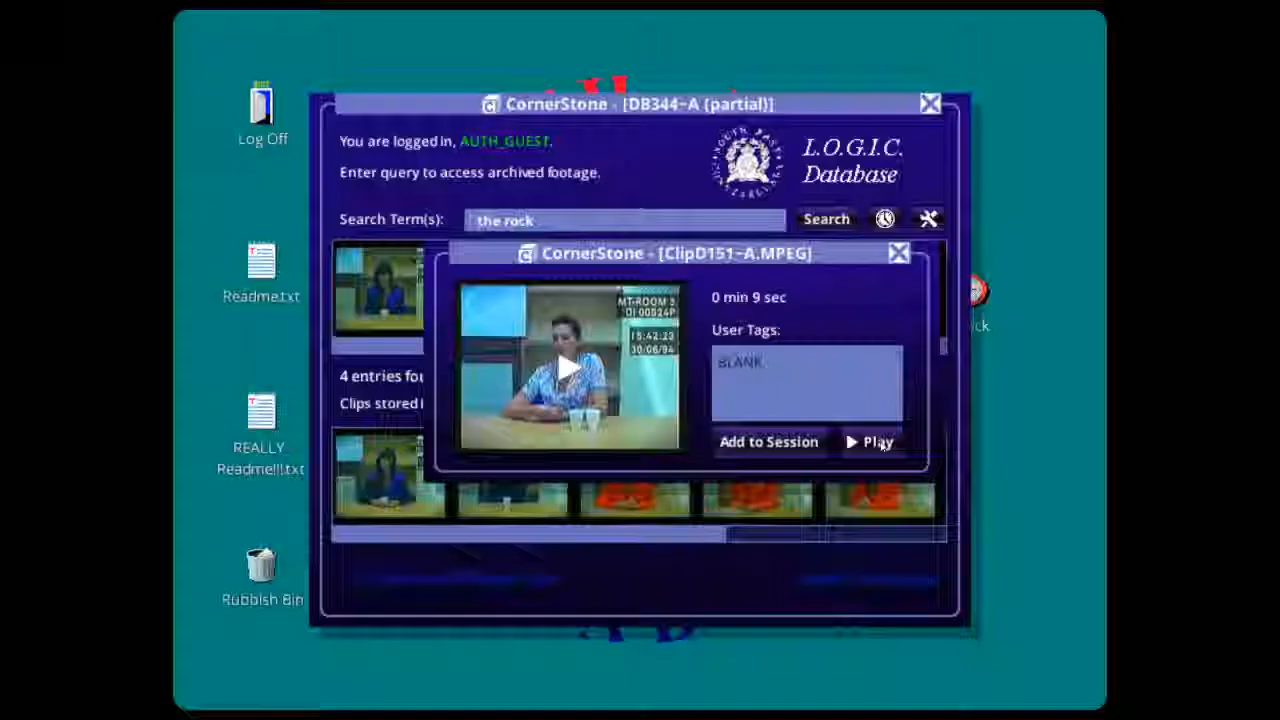 CornerStone - [DB344-A (partial)]
Log Off
You are logged in, AUTH_GUEST.
L.O.G.I.C.
Database
Enter query to access archived footage.
Search Term(s):
the rock
Search
CornerStone - [ClipD151-A.MPEG]
Readme.txt
MT-ROOM 3
15:42:23
30/06/94
0 min 9 sec
User Tags:
BLANK
4 entries fou
Clips stored i
Add to Session
Play
REALLY
Readme!!!.txt
Rubbish Bin